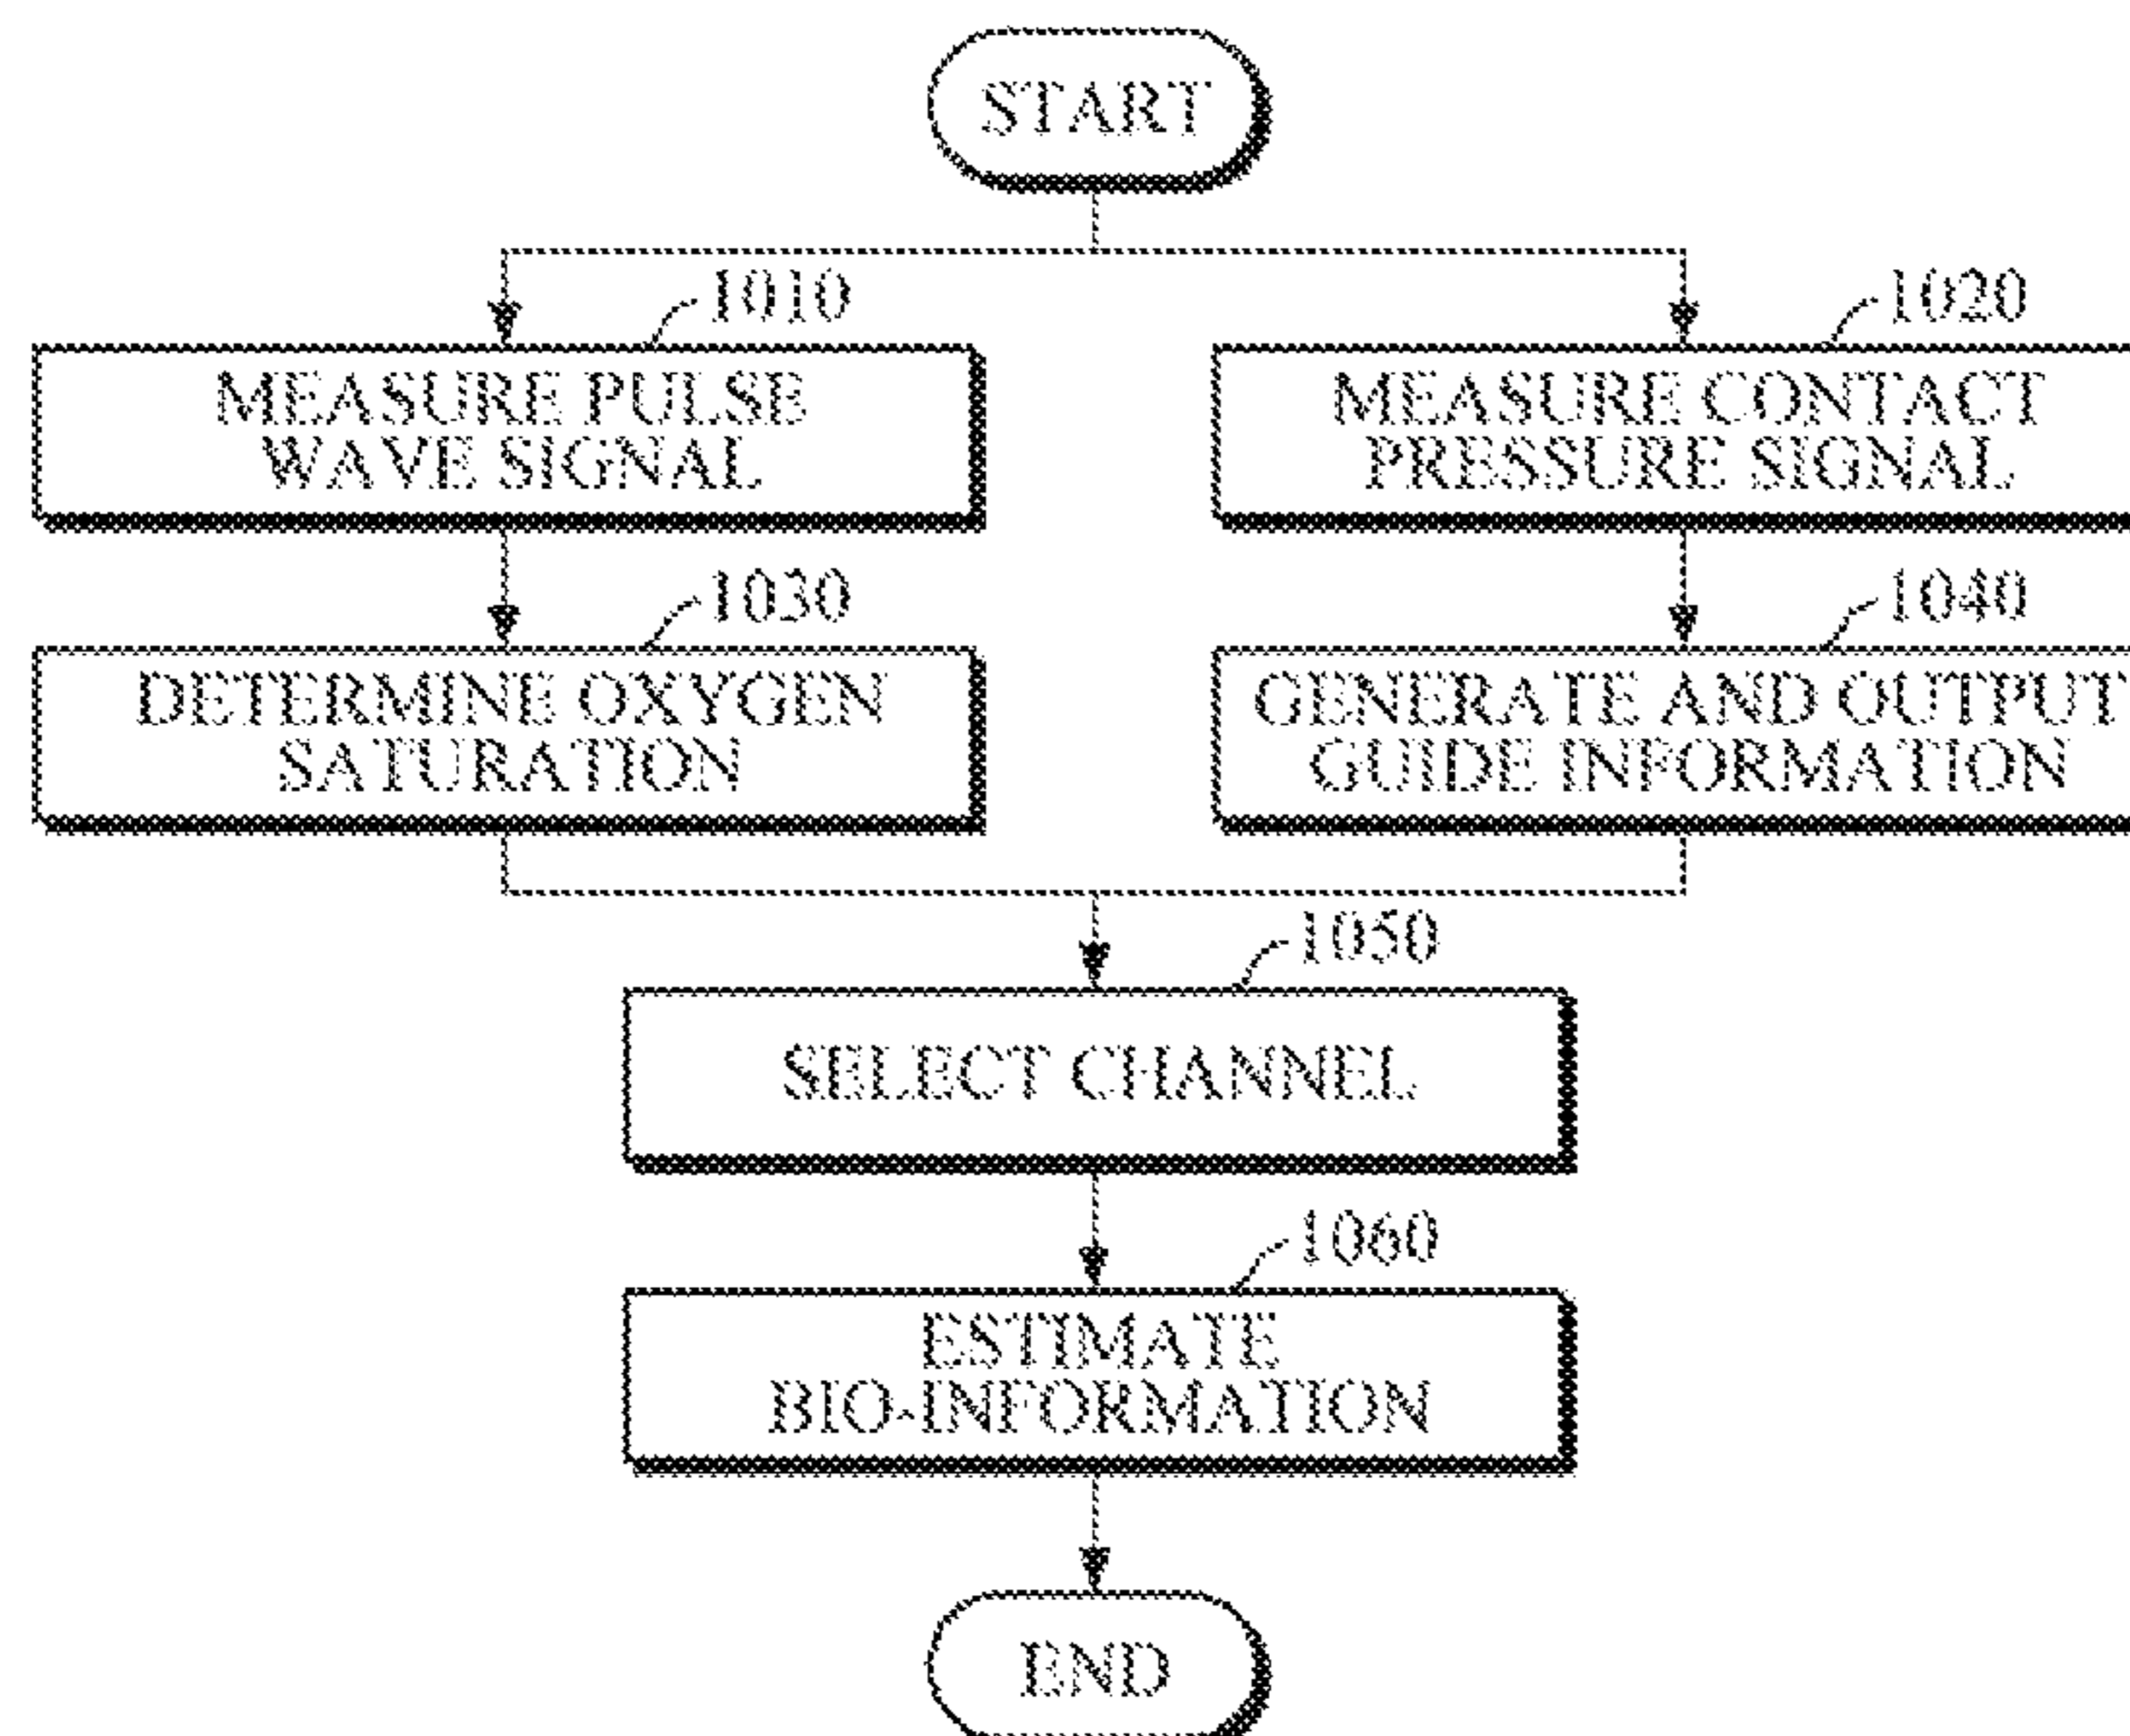 START
1010
1020
MEASURE PULSE
WAVE SIGNAL
MEASURE CONTACT
PRESSURE SIGNAL
1030
1040
DETERMINE OXYGEN
SATURATION
GENERATE AND OUTPUT
GUIDE INFORMATION
1050
SELECT CHANNEL
1060
ESTIMATE
BIO-INFORMATION
END